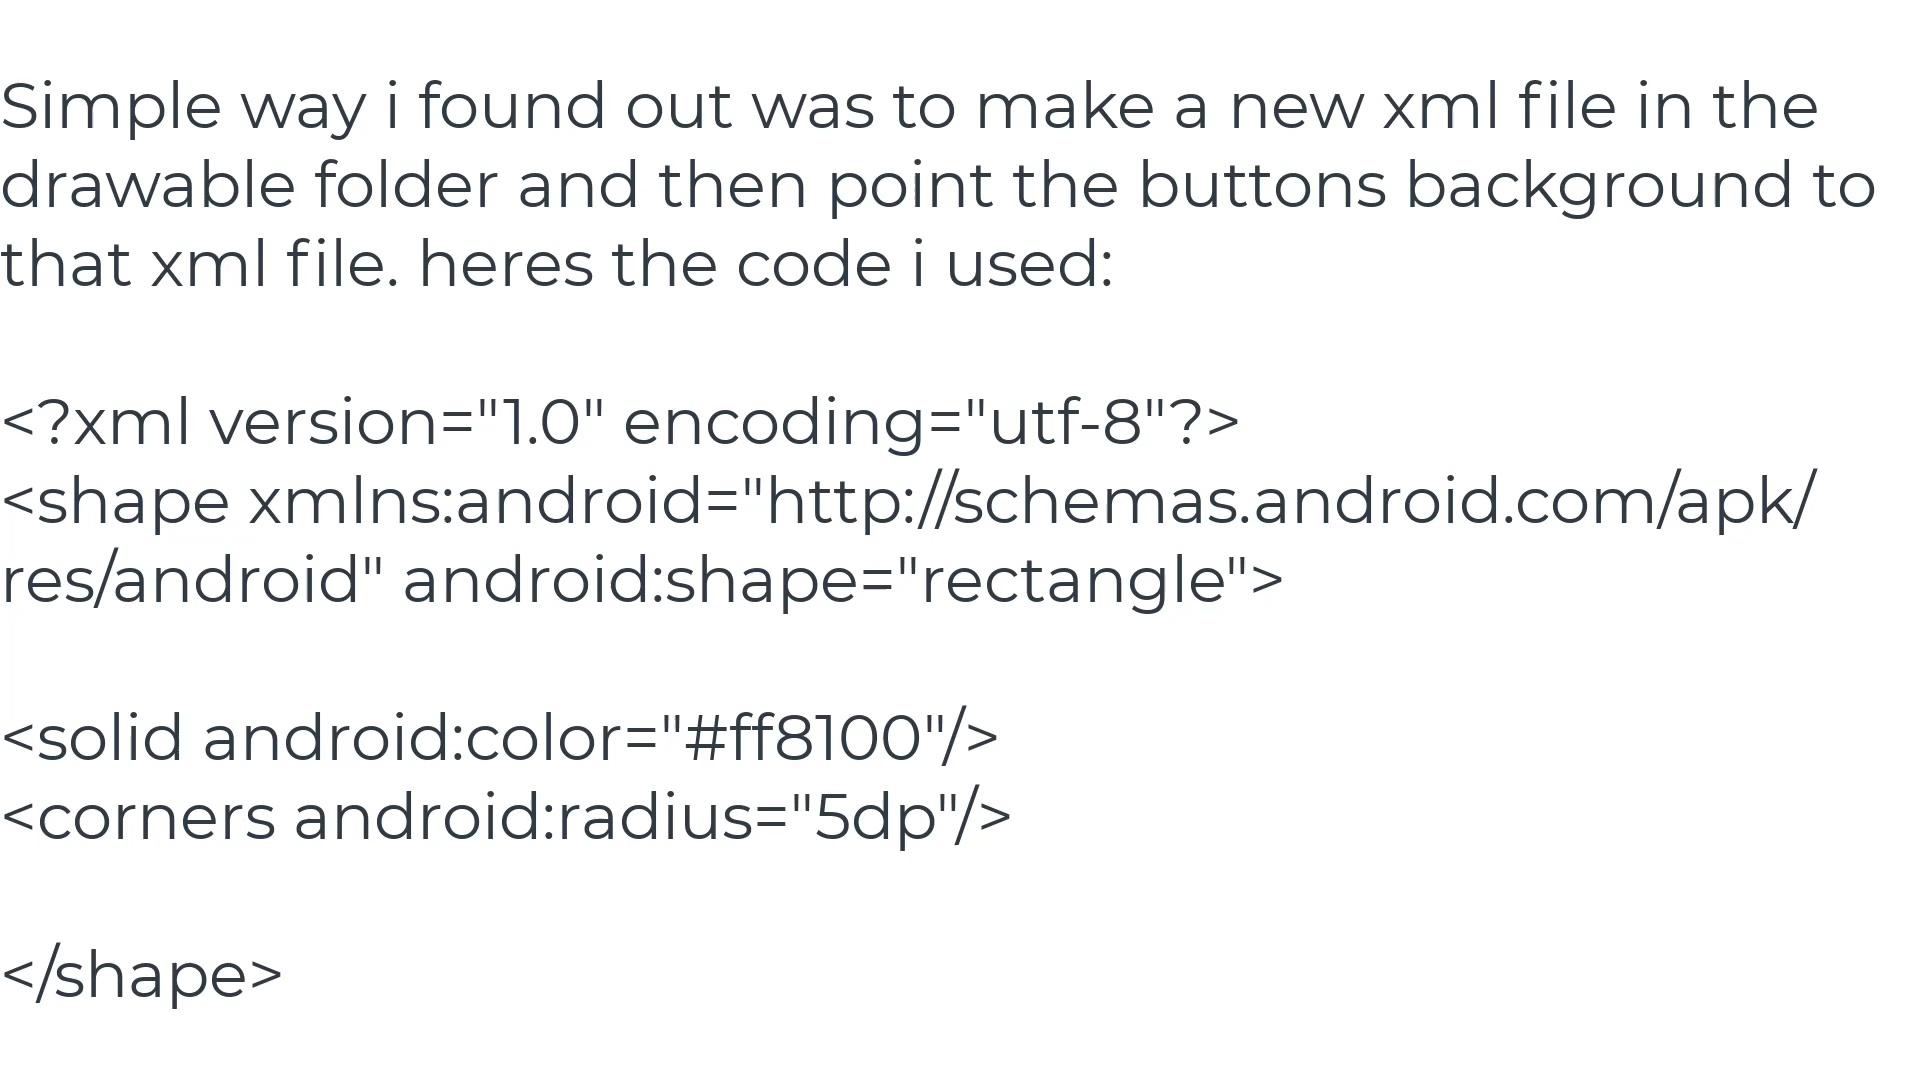 Simple way i found out was to make a new xml file in the
drawable folder and then point the buttons background to
that xml file. heres the code i used:
<?xml version="1.0" encoding="utf-8"?>
<shape xmlns:android="http://schemas.android.com/apk/
res/android" android:shape="rectangle">
<solid android:color="#ff8100"/>
<corners android:radius="5dp"/>
</shape>